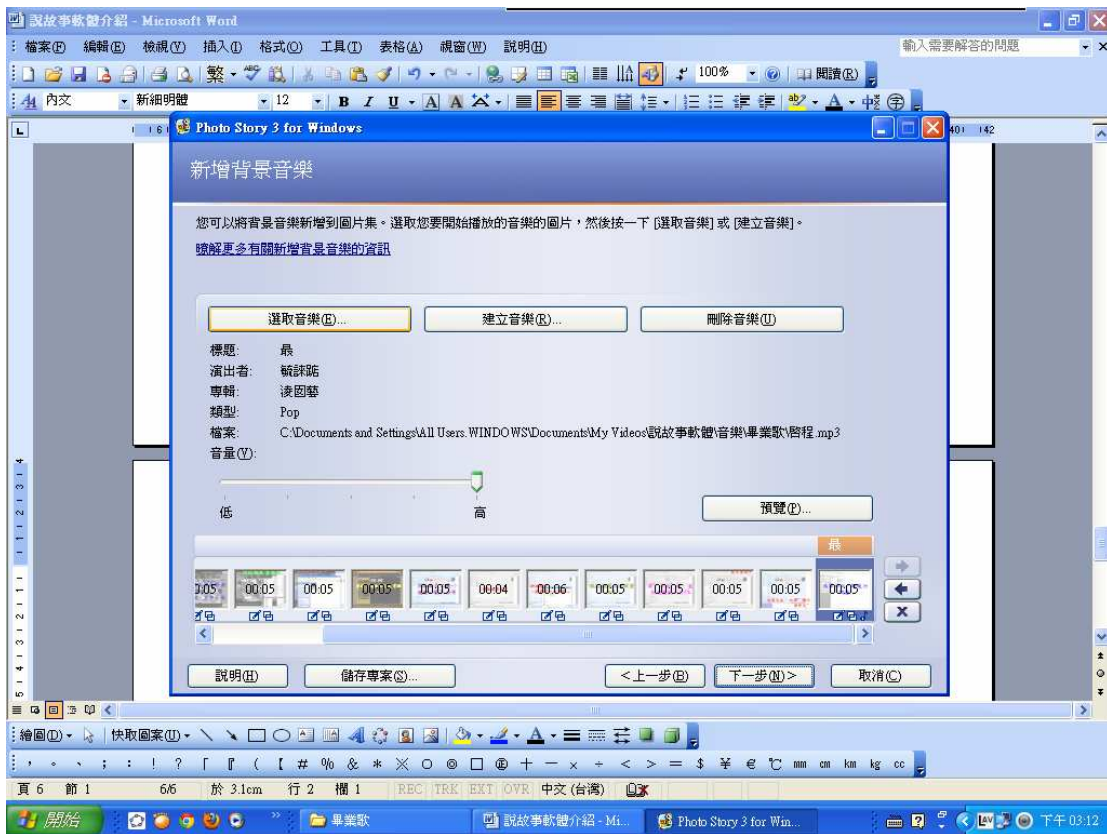 說故事軟體介紹 - Microsoft Word
檔案(F) 編輯(E) 檢視(V) 插入(I) 格式(O) 工具(T) 表格(A) 視窗(W) 說明(H) 輸入需要解答的問題
繁 100% 閱讀(R)
內文 新細明體 12 B I U A A A
Photo Story 3 for Windows
新增背景音樂
您可以將背景音樂新增到圖片集。選取您要開始播放的音樂的圖片，然後按一下 [選取音樂] 或 [建立音樂]。
瞭解更多有關新增背景音樂的資訊
選取音樂(E)... 建立音樂(R)... 刪除音樂(U)
標題: 最
演出者:
專輯:
類型: Pop
檔案: C:\Documents and Settings\All Users.WINDOWS\Documents\My Videos\說故事軟體\音樂\畢業歌\啓程.mp3
音量(V):
低 高 預覽(P)...
最
00:05 00:05 00:05 00:05 00:04 00:06 00:05 00:05 00:05 00:05 00:05
說明(H) 儲存專案(S)... <上一步(B) 下一步(N)> 取消(C)
繪圖(D) 快取圖案(U)
， 。 、 ； ： ！ ？ 「 『 （ 【 # % & * ※ ○ ◎ □ ⊕ + － × ÷ < > = $ ￥ € ℃ mm cm km kg cc
頁 6 節 1 6/6 於 3.1cm 行 2 欄 1 REC TRK EXT OVR 中文 (台灣)
開始 畢業歌 說故事軟體介紹 - Mi... Photo Story 3 for Win... 下午 03:12